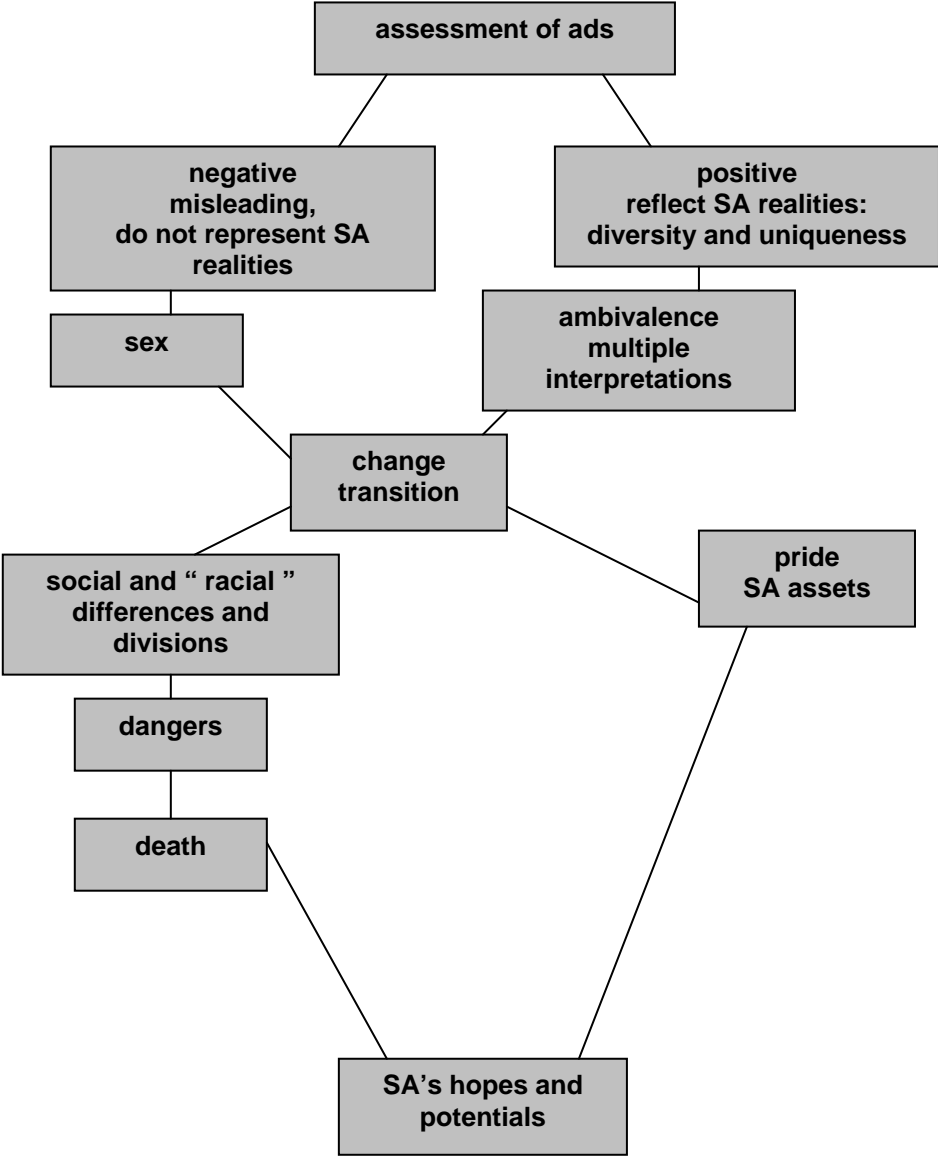 assessment of ads
negative
misleading,
do not represent SA
realities
positive
reflect SA realities:
diversity and uniqueness
sex
ambivalence
multiple
interpretations
change
transition
social and “ racial ”
differences and
divisions
pride
SA assets
dangers
death
SA’s hopes and
potentials